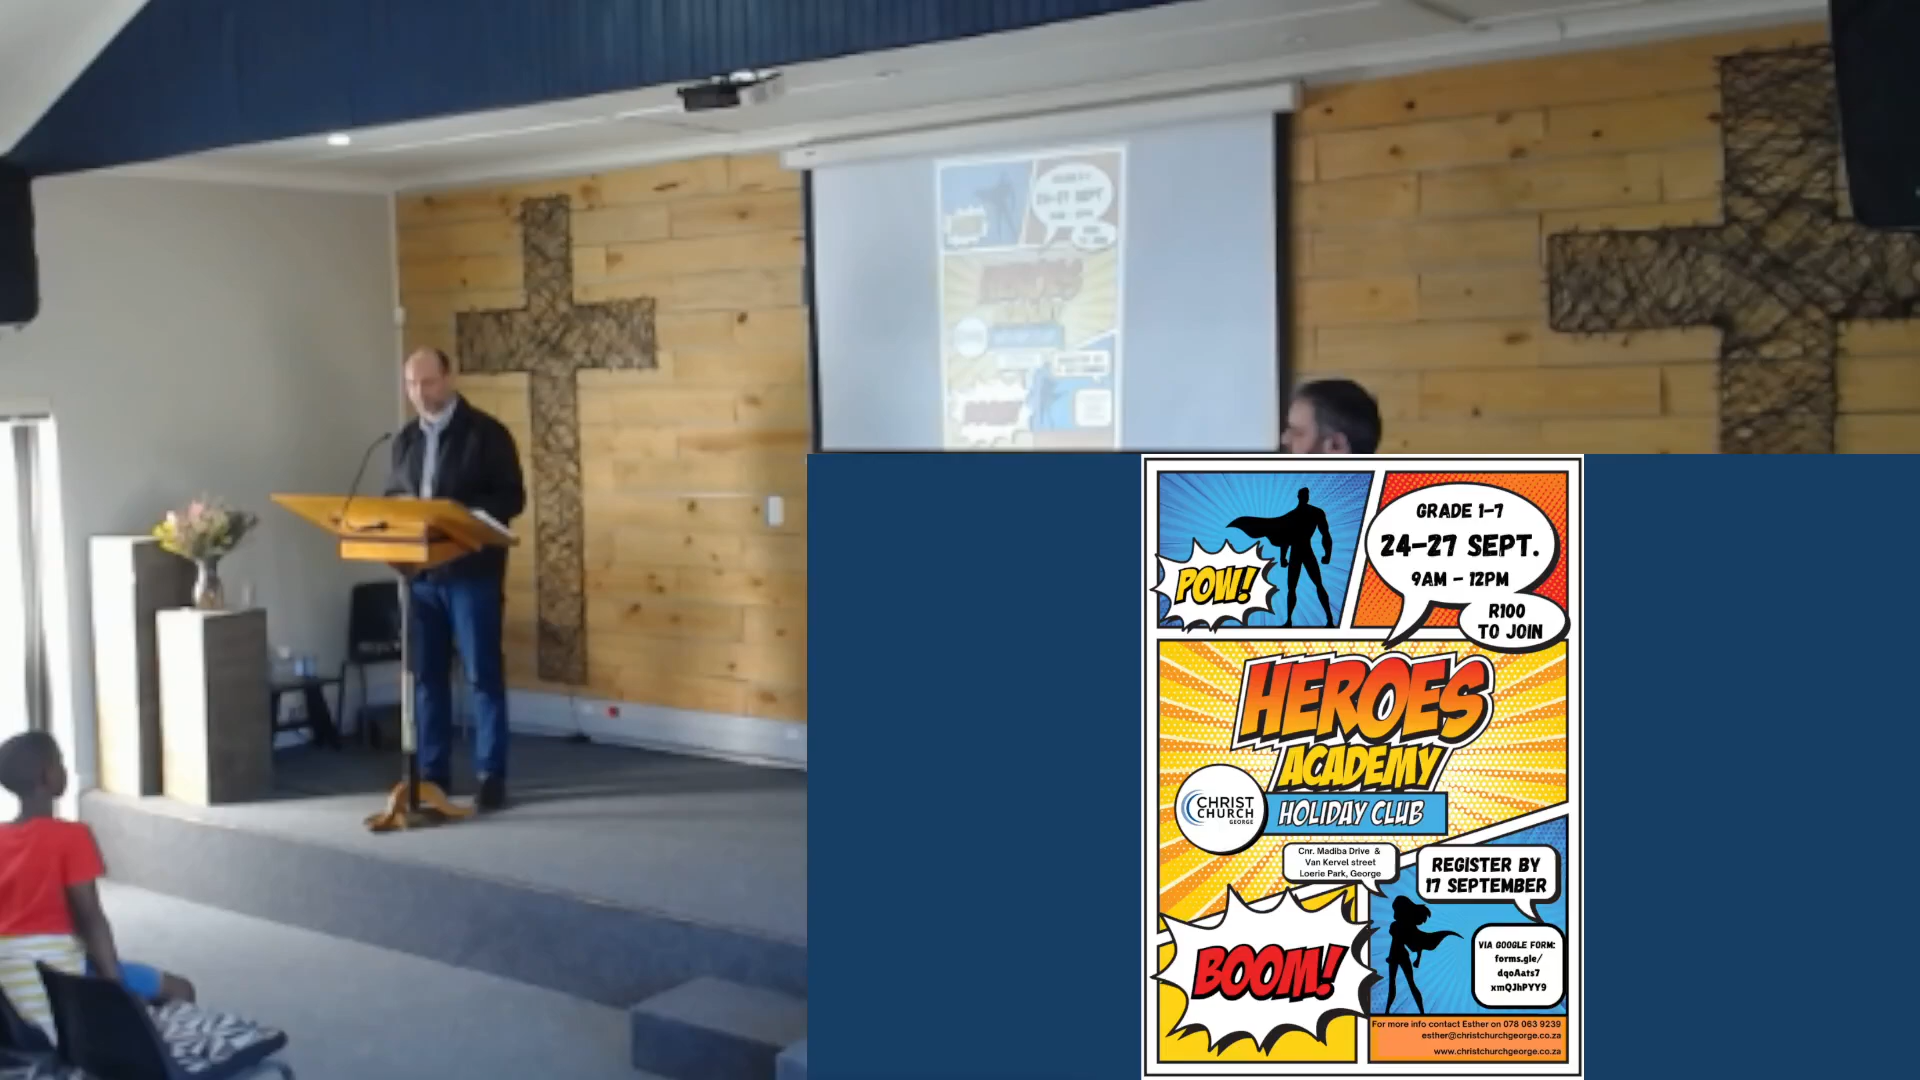 GRADE 1-7
24-27 SEPT.
9AM - 12PM
R100
TO JOIN
POW!
HEROES
ACADEMY
HOLIDAY CLUB
CHRIST
CHURCH
GEORGE
Cnr. Madiba Drive &
Van Kervel street
Loerie Park, George
REGISTER BY
17 SEPTEMBER
BOOM!
VIA GOOGLE FORM:
forms.gle/
dqoAats7
xmQJhPYY9
For more info contact Esther on 078 063 9239
esther@christchurchgeorge.co.za
www.christchurchgeorge.co.za
HEROES